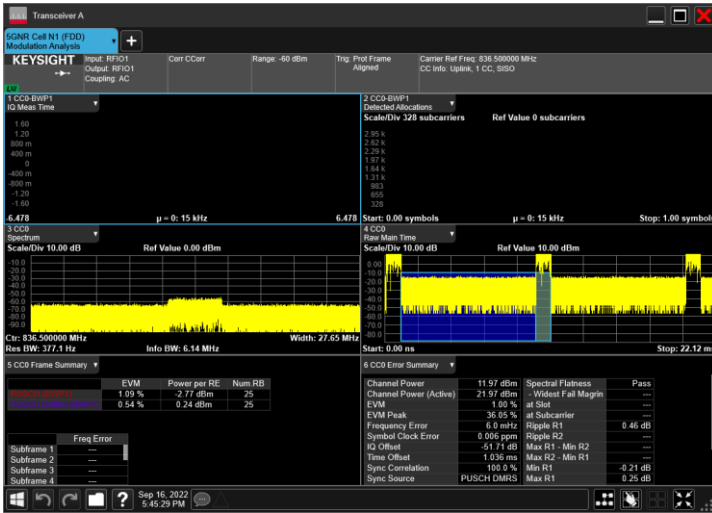 Transceiver A
5GNR Cell N1 (FDD)
Modulation Analysis
KEYSIGHT
Input: RFIO1
Output: RFIO1
Coupling: AC
Corr CCorr
Range: -60 dBm
Trig: Prot Frame
Aligned
Carrier Ref Freq: 836.500000 MHz
CC Info: Uplink, 1 CC, SISO
1 CC0-BWP1
IQ Meas Time
1.60
1.20
800 m
400 m
0
-400 m
-800 m
-1.20
-1.60
-6.478 µ = 0: 15 kHz 6.478
2 CC0-BWP1
Detected Allocations
Scale/Div 328 subcarriers Ref Value 0 subcarriers
2.95 k
2.62 k
2.29 k
1.97 k
1.64 k
1.31 k
983
655
328
Start: 0.00 symbols µ = 0: 15 kHz Stop: 1.00 symbol
3 CC0
Spectrum
Scale/Div 10.00 dB Ref Value 0.00 dBm
-10.0
-20.0
-30.0
-40.0
-50.0
-60.0
-70.0
-80.0
-90.0
Ctr: 836.500000 MHz Width: 27.65 MHz
Res BW: 377.1 Hz Info BW: 6.14 MHz
4 CC0
Raw Main Time
Scale/Div 10.00 dB Ref Value 10.00 dBm
0.00
-10.0
-20.0
-30.0
-40.0
-50.0
-60.0
-70.0
-80.0
Start: 0.00 ns Stop: 22.12 m
5 CC0 Frame Summary
EVM Power per RE Num.RB
1.09 % -2.77 dBm 25
0.54 % 0.24 dBm 25
Freq Error
Subframe 1 ---
Subframe 2 ---
Subframe 3 ---
Subframe 4 ---
6 CC0 Error Summary
Channel Power 11.97 dBm Spectral Flatness Pass
Channel Power (Active) 21.97 dBm - Widest Fail Magrin ---
EVM 1.00 % at Slot ---
EVM Peak 36.05 % at Subcarrier ---
Frequency Error 6.0 mHz Ripple R1 0.46 dB
Symbol Clock Error 0.006 ppm Ripple R2 ---
IQ Offset -51.71 dB Max R1 - Min R2 ---
Time Offset 1.036 ms Max R2 - Min R1 ---
Sync Correlation 100.0 % Min R1 -0.21 dB
Sync Source PUSCH DMRS Max R1 0.25 dB
Sep 16, 2022
5:45:29 PM